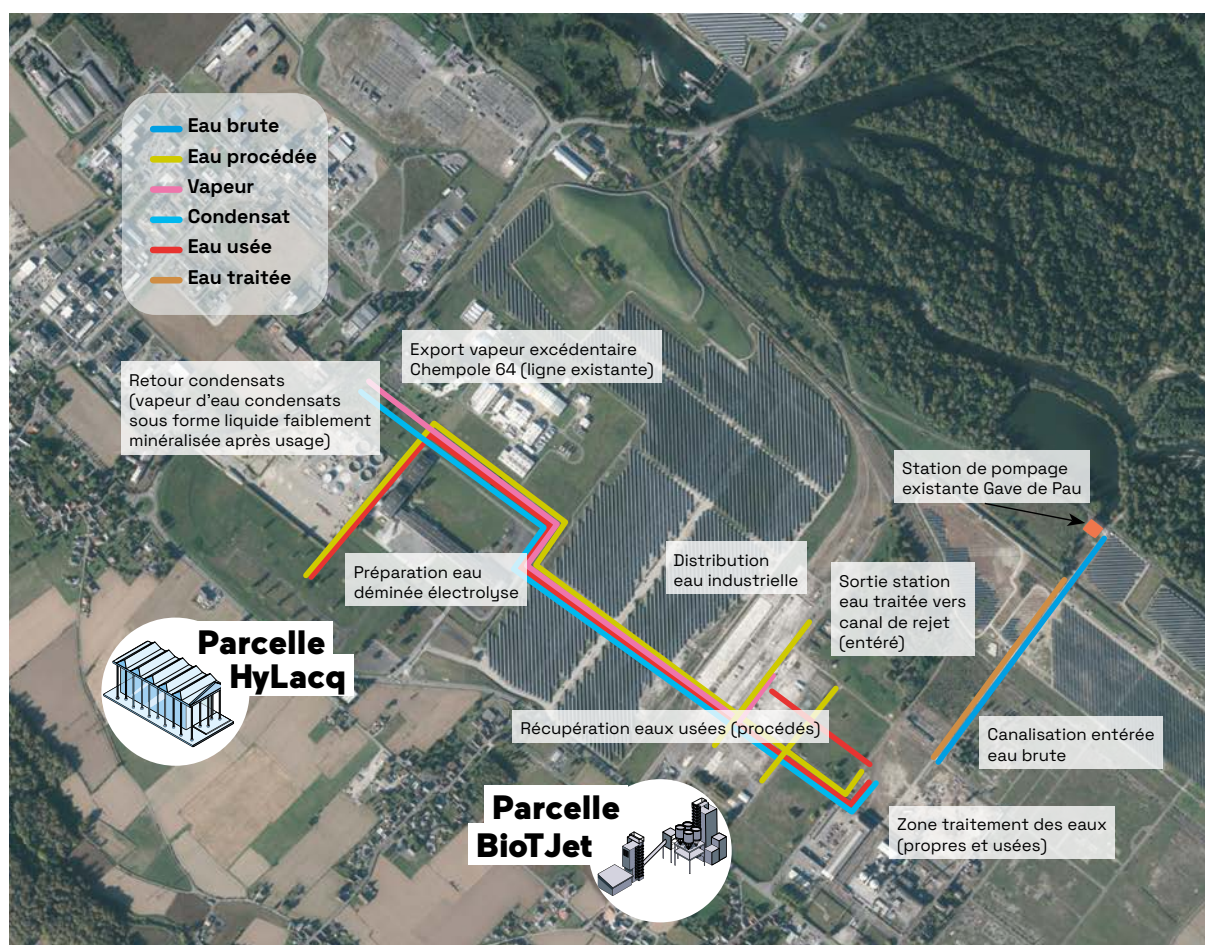 Eau brute
Eau procédée
Vapeur
Condensat
Eau usée
Eau traitée
Export vapeur excédentaire
Chempole 64 (ligne existante)
Retour condensats
(vapeur d'eau condensats
sous forme liquide faiblement
minéralisée après usage)
Station de pompage
existante Gave de Pau
Préparation eau
déminée électrolyse
Distribution
eau industrielle
Sortie station
eau traitée vers
canal de rejet
(entéré)
Parcelle
HyLacq
Récupération eaux usées (procédés)
Canalisation entérée
eau brute
Parcelle
BioTJet
Zone traitement des eaux
(propres et usées)